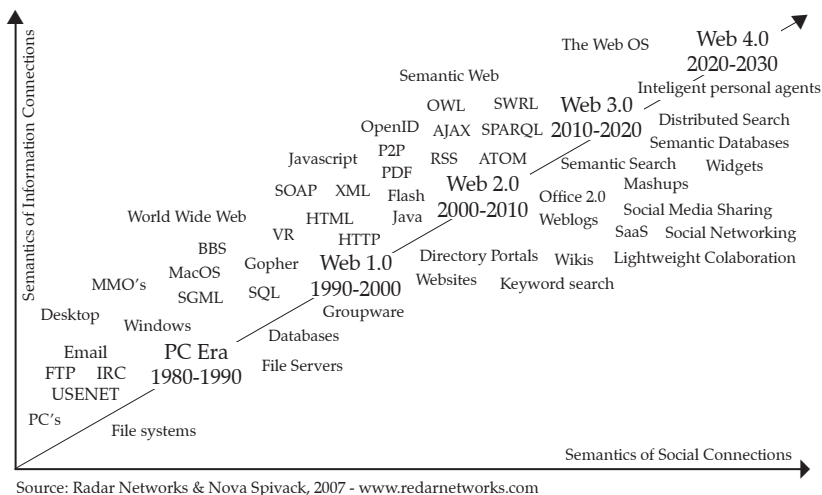 Semantics of Information Connections
The Web OS
Web 4.0
2020-2030
Semantic Web
Inteligent personal agents
OWL
SWRL
Web 3.0
2010-2020
Distributed Search
OpenID
AJAX
SPARQL
Semantic Databases
P2P
Javascript
RSS
ATOM
Semantic Search
Widgets
PDF
Mashups
SOAP
XML
Flash
Web 2.0
2000-2010
Office 2.0
World Wide Web
HTML
Java
Weblogs
Social Media Sharing
VR
HTTP
SaaS
Social Networking
BBS
Gopher
Web 1.0
1990-2000
Directory Portals
Wikis
Lightweight Colaboration
MMO's
MacOS
Websites
Keyword search
SGML
SQL
Groupware
Desktop
Windows
Databases
Email
PC Era
1980-1990
File Servers
FTP
IRC
USENET
PC's
File systems
Semantics of Social Connections
Source: Radar Networks & Nova Spivack, 2007 - www.redarnetworks.com